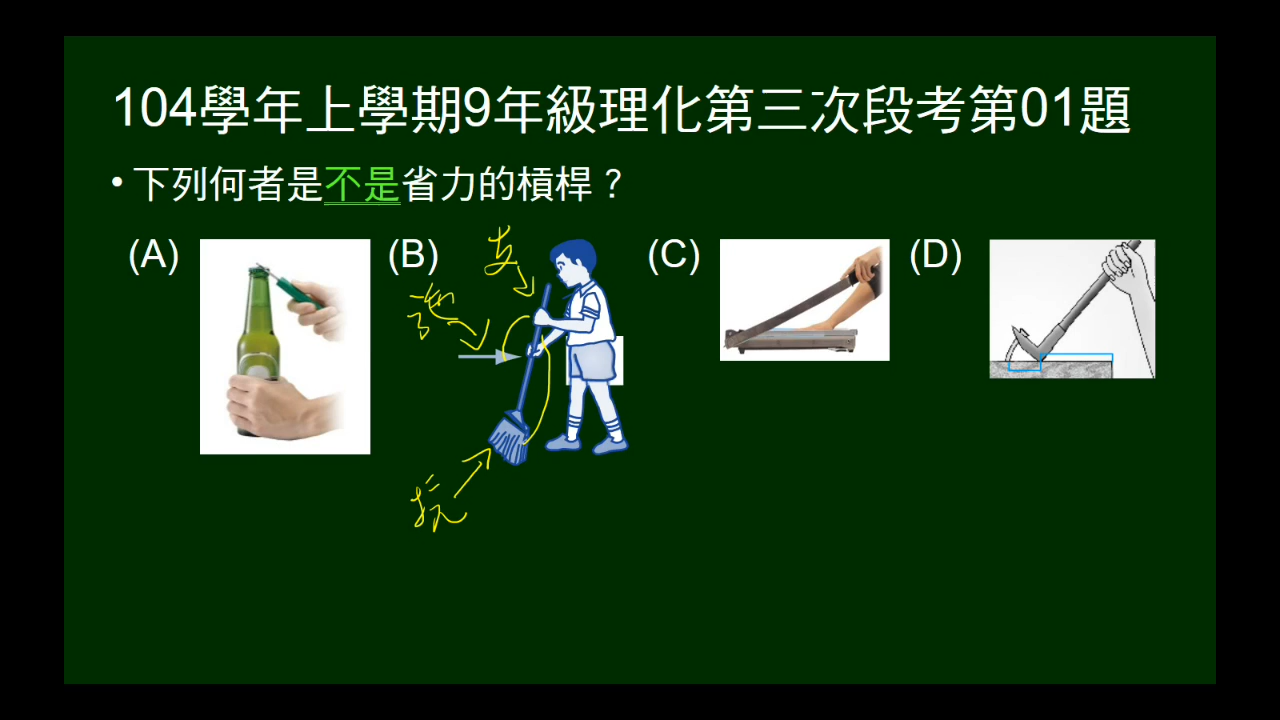 104學年上學期9年級理化第三次段考第01題
• 下列何者是不是省力的槓桿？
(A) (B) (C) (D)
支
施
抗